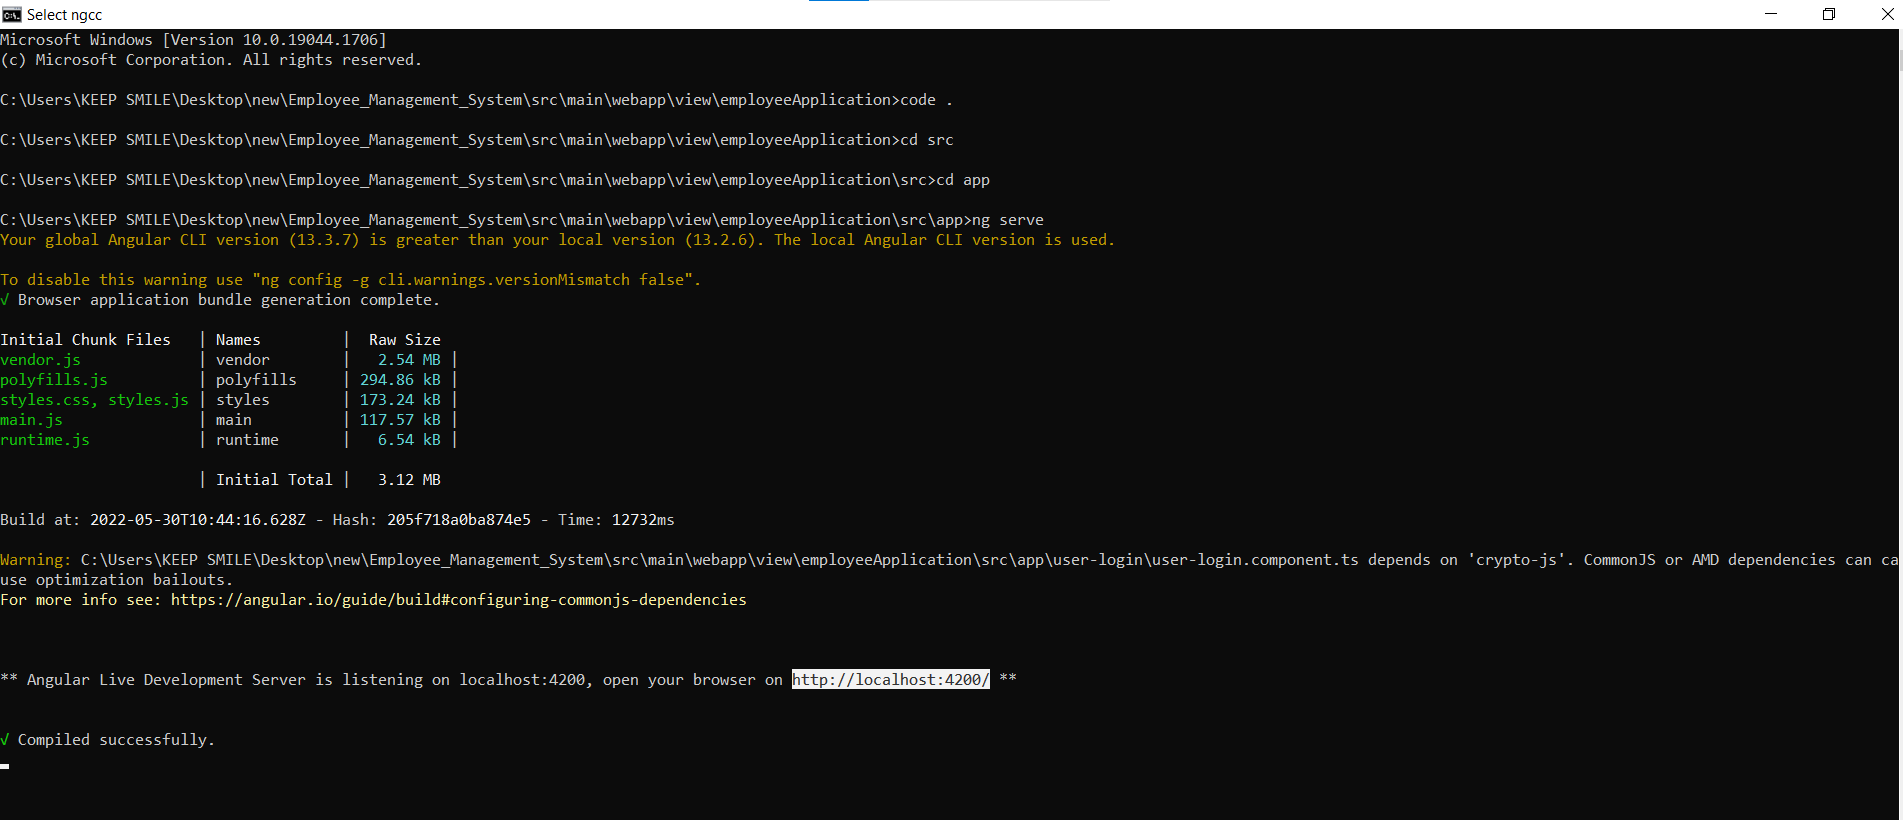 Select ngcc
Microsoft Windows [Version 10.0.19044.1706]
(c) Microsoft Corporation. All rights reserved.
C:\Users\KEEP SMILE\Desktop\new\Employee_Management_System\src\main\webapp\view\employeeApplication>code .
C:\Users\KEEP SMILE\Desktop\new\Employee_Management_System\src\main\webapp\view\employeeApplication>cd src
C:\Users\KEEP SMILE\Desktop\new\Employee_Management_System\src\main\webapp\view\employeeApplication\src>cd app
C:\Users\KEEP SMILE\Desktop\new\Employee_Management_System\src\main\webapp\view\employeeApplication\src\app>ng serve
Your global Angular CLI version (13.3.7) is greater than your local version (13.2.6). The local Angular CLI version is used.
To disable this warning use "ng config -g cli.warnings.versionMismatch false".
√ Browser application bundle generation complete.
Initial Chunk Files   | Names         |  Raw Size
vendor.js             | vendor        |   2.54 MB |
polyfills.js          | polyfills     | 294.86 kB |
styles.css, styles.js | styles        | 173.24 kB |
main.js               | main          | 117.57 kB |
runtime.js            | runtime       |   6.54 kB |
| Initial Total |   3.12 MB
Build at: 2022-05-30T10:44:16.628Z - Hash: 205f718a0ba874e5 - Time: 12732ms
Warning: C:\Users\KEEP SMILE\Desktop\new\Employee_Management_System\src\main\webapp\view\employeeApplication\src\app\user-login\user-login.component.ts depends on 'crypto-js'. CommonJS or AMD dependencies can ca
use optimization bailouts.
For more info see: https://angular.io/guide/build#configuring-commonjs-dependencies
** Angular Live Development Server is listening on localhost:4200, open your browser on http://localhost:4200/ **
√ Compiled successfully.